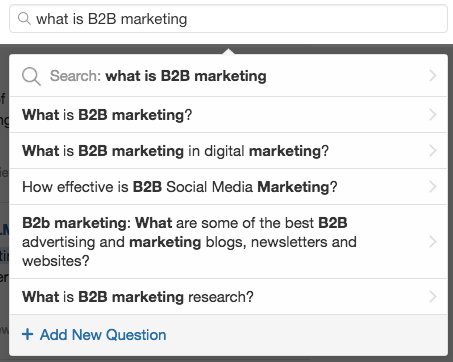 what is B2B marketing
Search: what is B2B marketing
What is B2B marketing?
What is B2B marketing in digital marketing?
How effective is B2B Social Media Marketing?
B2b marketing: What are some of the best B2B
advertising and marketing blogs, newsletters and
websites?
What is B2B marketing research?
+ Add New Question